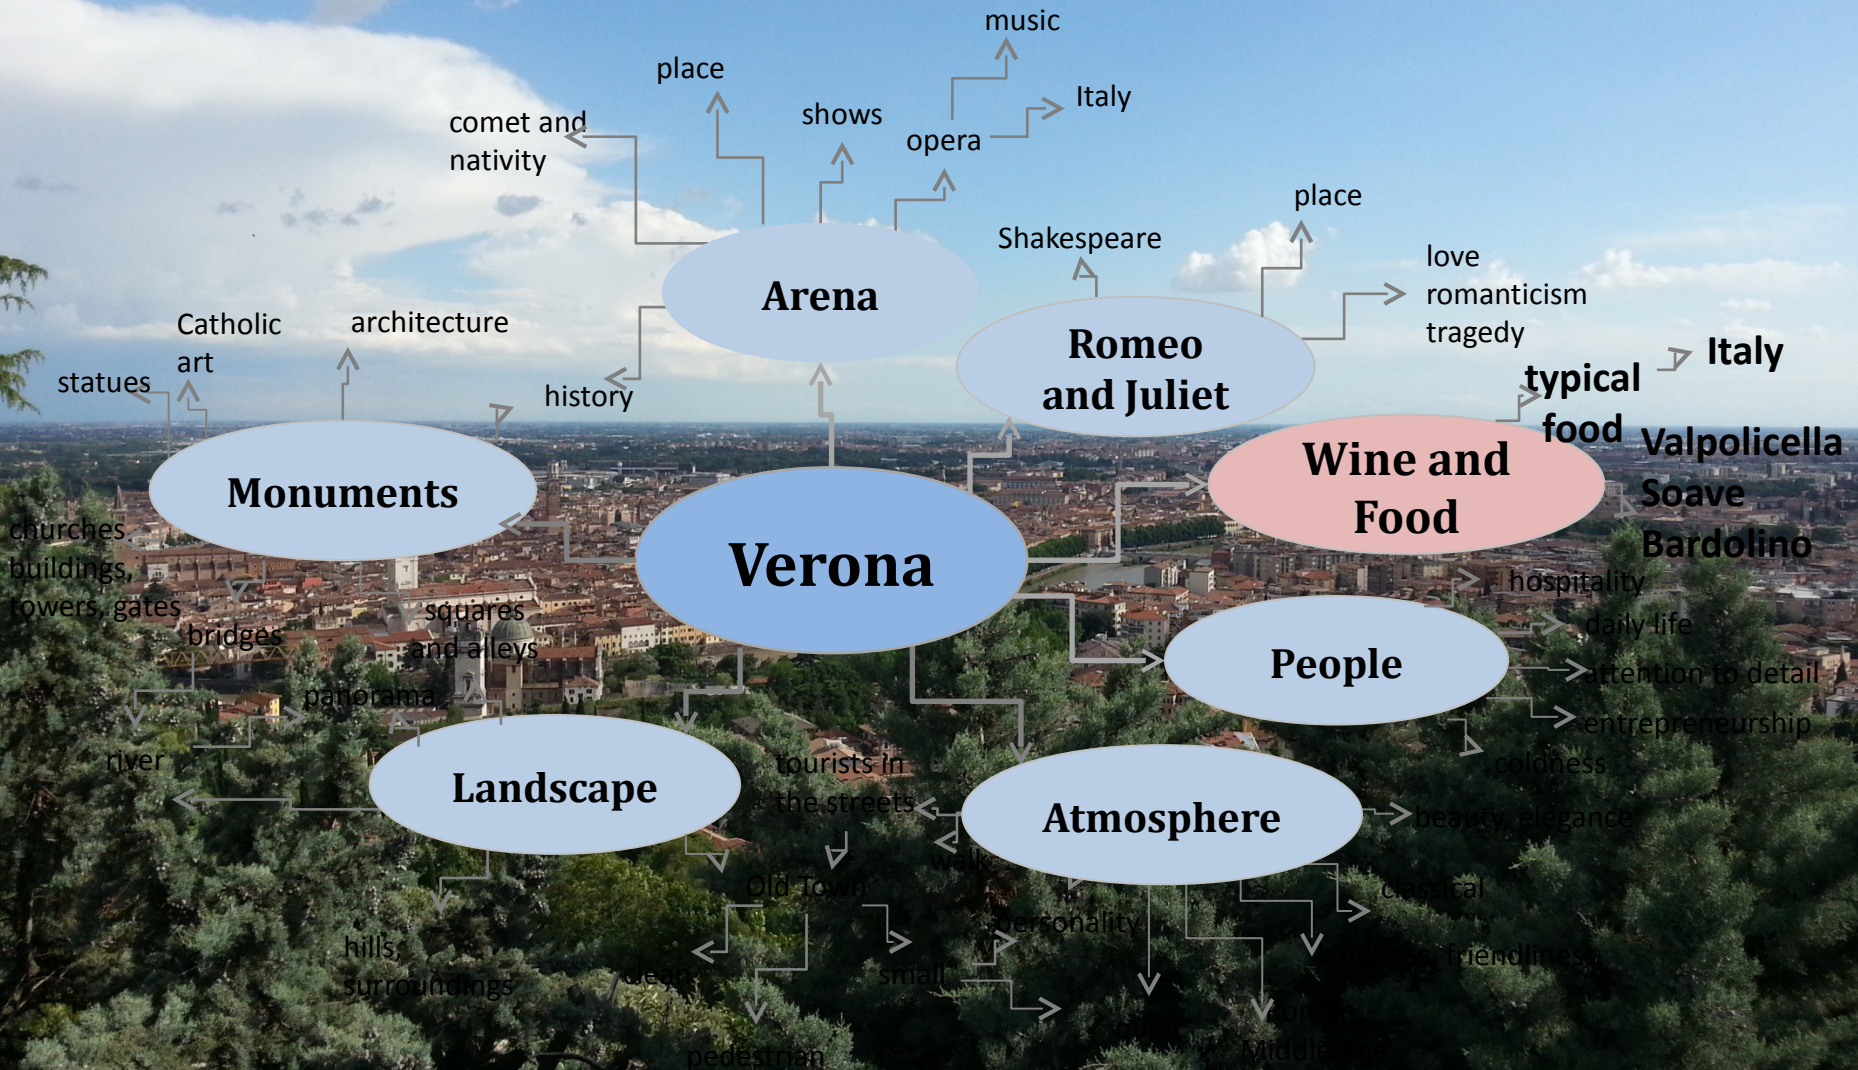 music
place
Italy
shows
comet and
nativity
opera
place
Shakespeare
love
romanticism
tragedy
Arena
Catholic
art
architecture
Romeo
and Juliet
Italy
typical
food
statues
history
Valpolicella
Soave
Bardolino
Wine and
Food
Monuments
Verona
churches
buildings,
towers, gates
bridges
squares
and alleys
hospitality
daily life
People
attention to detail
entrepreneurship
coldness
panorama
river
Landscape
tourists in
the streets
Atmosphere
beauty, elegance
walk
Old Town
classical
personality
hills,
surroundings
clean
small
kindness, friendliness
pedestrian